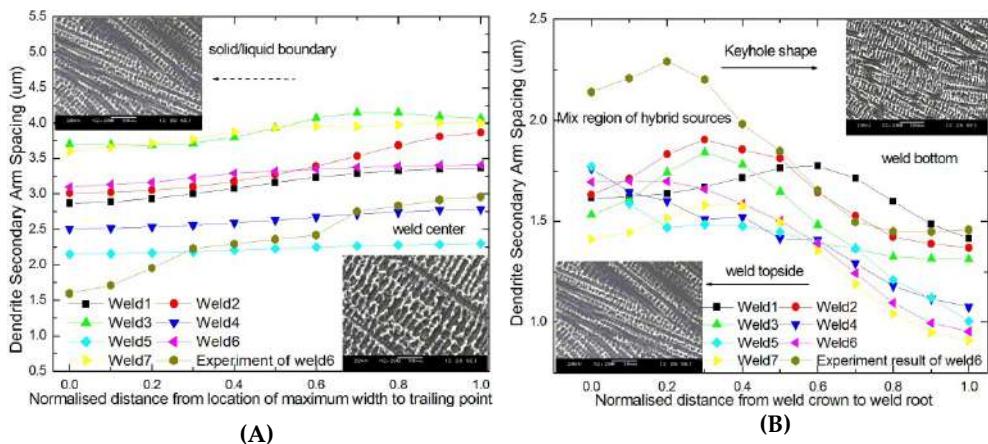 Dendrite Secondary Arm Spacing (um)
5.5
5.0
4.5
4.0
3.5
3.0
2.5
2.0
1.5
1.0
0.5
solid/liquid boundary
weld center
Weld1
Weld2
Weld3
Weld4
Weld5
Weld6
Weld7
Experiment of weld6
0.0 0.2 0.4 0.6 0.8 1.0
Normalised distance from location of maximum width to trailing point
(A)
Dendrite Secondary Arm Spacing (um)
2.5
2.0
1.5
1.0
Keyhole shape
Mix region of hybrid sources
weld bottom
weld topside
Weld1
Weld2
Weld3
Weld4
Weld5
Weld6
Weld7
Experiment result of weld6
0.0 0.2 0.4 0.6 0.8 1.0
Normalised distance from weld crown to weld root
(B)